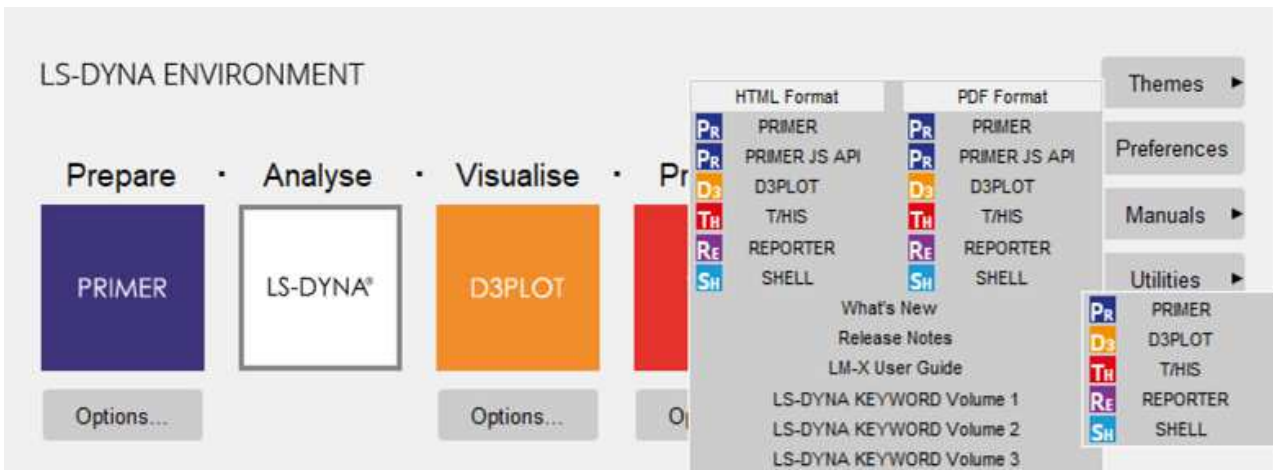 LS-DYNA ENVIRONMENT
Themes
HTML Format PDF Format
PR PRIMER PR PRIMER
PR PRIMER JS API PR PRIMER JS API
Preferences
Prepare · Analyse · Visualise · Pr
D3 D3PLOT D3 D3PLOT
TH T/HIS TH T/HIS
Manuals
RE REPORTER RE REPORTER
SH SHELL SH SHELL
Utilities
PRIMER LS-DYNA® D3PLOT
What's New
Release Notes
LM-X User Guide
LS-DYNA KEYWORD Volume 1
LS-DYNA KEYWORD Volume 2
LS-DYNA KEYWORD Volume 3
PR PRIMER
D3 D3PLOT
TH T/HIS
RE REPORTER
SH SHELL
Options... Options... Op